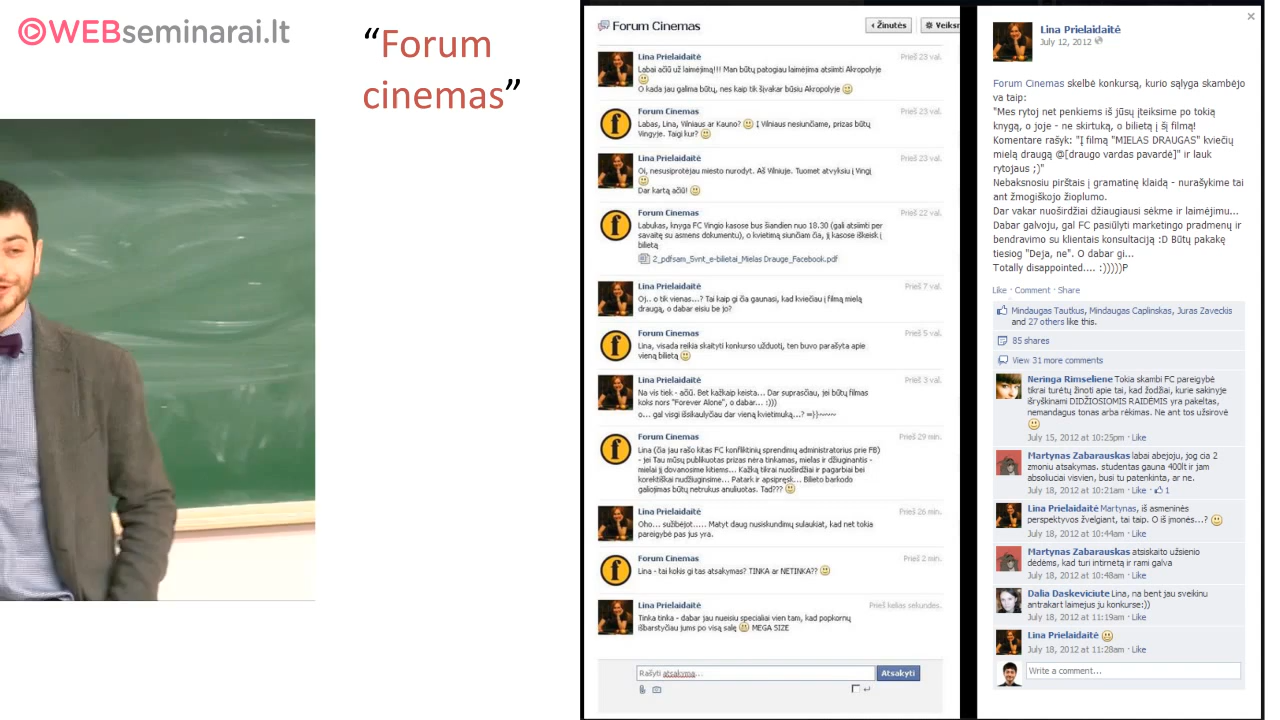 WEBseminarai.lt
“Forum
cinemas”
Forum Cinemas
Žinutės
Veiksm
Lina Prielaidaitė
Prieš 23 val.
Labai ačiū už laimėjimą!!! Man būtų patogiau laimėjima atsiimti Akropolyje
O kada jau galima būtų, nes kaip tik šįvakar būsiu Akropolyje
Forum Cinemas
Prieš 23 val.
Labas, Lina, Vilniaus ar Kauno? Į Vilniaus nesiunčiame, prizas būtų
Vingyje. Taigi kur?
Lina Prielaidaitė
Prieš 23 val.
Oi, nesusiprotėjau miesto nurodyt. Aš Vilniuje. Tuomet atvyksiu į Vingį
Dar kartą ačiū!
Forum Cinemas
Prieš 22 val.
Labukas, knyga FC Vingio kasose bus šiandien nuo 18.30 (gali atsiimti per
savaitę su asmens dokumentu), o kvietimą siunčiam čia, jį kasose iškeisk į
bilietą
2_pdfsam_5vnt_e-bilietai_Mielas Drauge_Facebook.pdf
Lina Prielaidaitė
Prieš 7 val.
Oj.. o tik vienas...? Tai kaip gi čia gaunasi, kad kviečiau į filmą mielą
draugą, o dabar eisiu be jo?
Forum Cinemas
Prieš 5 val.
Lina, visada reikia skaityti konkurso užduotį, ten buvo parašyta apie
vieną bilietą
Lina Prielaidaitė
Prieš 3 val.
Na vis tiek - ačiū. Bet kažkaip keista... Dar suprasčiau, jei būtų filmas
koks nors "Forever Alone", o dabar... :)))
o... gal visgi išsikaulyčiau dar vieną kvietimuką...? =}}~~~~
Forum Cinemas
Prieš 29 min.
Lina (čia jau rašo kitas FC konfliktinių sprendimų administratorius prie FB)
- jei Tau mūsų publikuotas prizas nėra tinkamas, mielas ir džiuginantis -
mielai jį dovanosime kitiems... Kažką tikrai nuoširdžiai ir pagarbiai bei
korektiškai nudžiuginsime... Patark ir apsipręsk... Bilieto barkodo
galiojimas būtų netrukus anuliuotas. Tad???
Lina Prielaidaitė
Prieš 26 min.
Oho... sužibėjot..... Matyt daug nusiskundimų sulaukiat, kad net tokia
pareigybė pas jus yra.
Forum Cinemas
Prieš 2 min.
Lina - tai kokis gi tas atsakymas? TINKA ar NETINKA??
Lina Prielaidaitė
Prieš kelias sekundes.
Tinka tinka - dabar jau nueisiu specialiai vien tam, kad popkornų
išbarstyčiau jums po visą salę MEGA SIZE
Rašyti atsakymą...
Atsakyti
Lina Prielaidaitė
July 12, 2012
Forum Cinemas skelbė konkursą, kurio sąlyga skambėjo
va taip:
"Mes rytoj net penkiems iš jūsų įteiksime po tokią
knygą, o joje - ne skirtuką, o bilietą į šį filmą!
Komentare rašyk: "Į filmą "MIELAS DRAUGAS" kviečių
mielą draugą @[draugo vardas pavardė]" ir lauk
rytojaus ;)"
Nebaksnosiu pirštais į gramatinę klaidą - nurašykime tai
ant žmogiškojo žioplumo.
Dar vakar nuoširdžiai džiaugiausi sėkme ir laimėjimu...
Dabar galvoju, gal FC pasiūlyti marketingo pradmenų ir
bendravimo su klientais konsultaciją :D Būtų pakakę
tiesiog "Deja, ne". O dabar gi...
Totally disappointed.... :)))))P
Like · Comment · Share
Mindaugas Tautkus, Mindaugas Caplinskas, Juras Zaveckis
and 27 others like this.
85 shares
View 31 more comments
Neringa Rimseliene Tokia skambi FC pareigybė
tikrai turėtų žinoti apie tai, kad žodžiai, kurie sakinyje
išryškinami DIDŽIOSIOMIS RAIDĖMIS yra pakeltas,
nemandagus tonas arba rėkimas. Ne ant tos užsirovė
July 15, 2012 at 10:25pm · Like
Martynas Zabarauskas labai abejoju, jog cia 2
zmoniu atsakymas. studentas gauna 400lt ir jam
absoliuciai visvien, busi tu patenkinta, ar ne.
July 18, 2012 at 10:21am · Like · 1
Lina Prielaidaitė Martynas, iš asmeninės
perspektyvos žvelgiant, tai taip. O iš įmonės...?
July 18, 2012 at 10:44am · Like
Martynas Zabarauskas atsiskaito užsienio
dėdėms, kad turi intirnetą ir rami galva
July 18, 2012 at 10:48am · Like
Dalia Daskeviciute Lina, na bent jau sveikinu
antrakart laimejus ju konkurse:))
July 18, 2012 at 11:19am · Like
Lina Prielaidaitė
July 18, 2012 at 11:28am · Like
Write a comment...